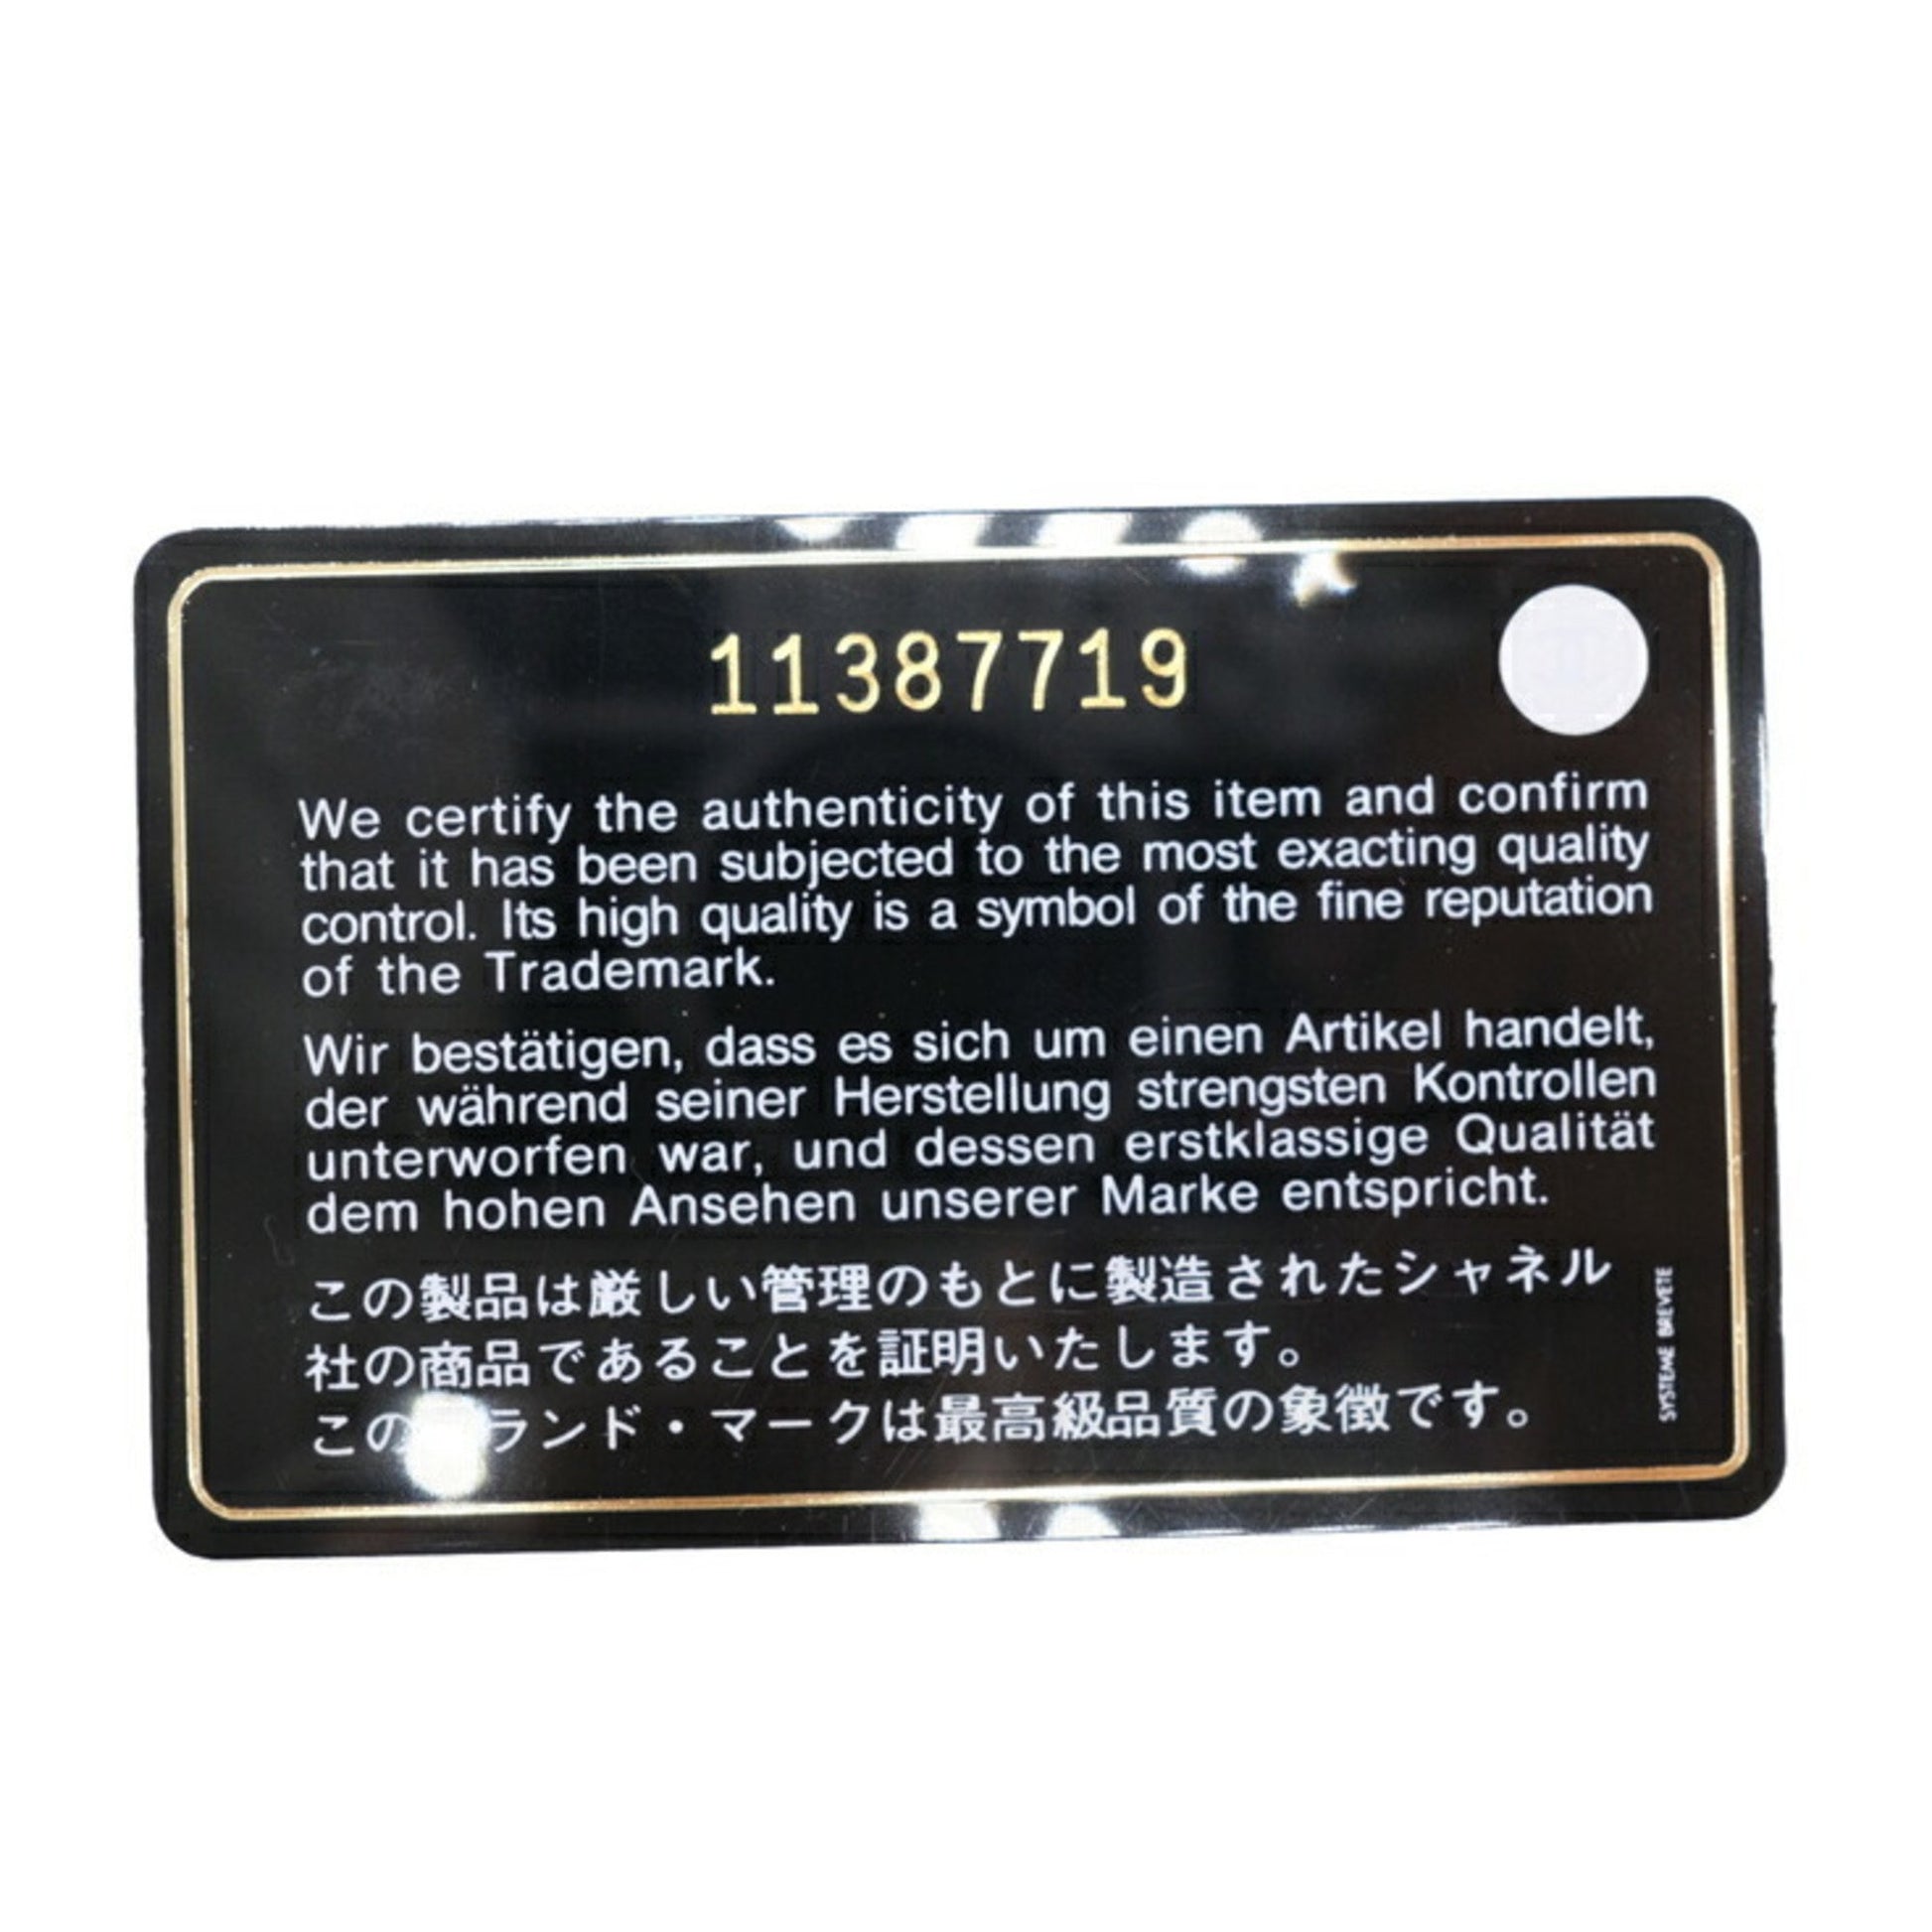 11387719
We certify the authenticity of this item and confirm
that it has been subjected to the most exacting quality
control. Its high quality is a symbol of the fine reputation
of the Trademark.
Wir bestätigen, dass es sich um einen Artikel handelt,
der während seiner Herstellung strengsten Kontrollen
unterworfen war, und dessen erstklassige Qualität
dem hohen Ansehen unserer Marke entspricht.
この製品は厳しい管理のもとに製造されたシャネル
社の商品であることを証明いたします。
この ランド・マークは最高級品質の象徴です。
SYSTEME BREVETE